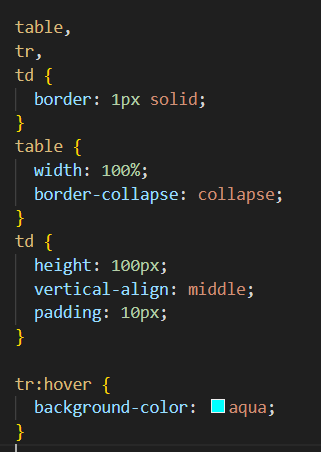 table,
tr,
td {
  border: 1px solid;
}
table {
  width: 100%;
  border-collapse: collapse;
}
td {
  height: 100px;
  vertical-align: middle;
  padding: 10px;
}

tr:hover {
  background-color: aqua;
}